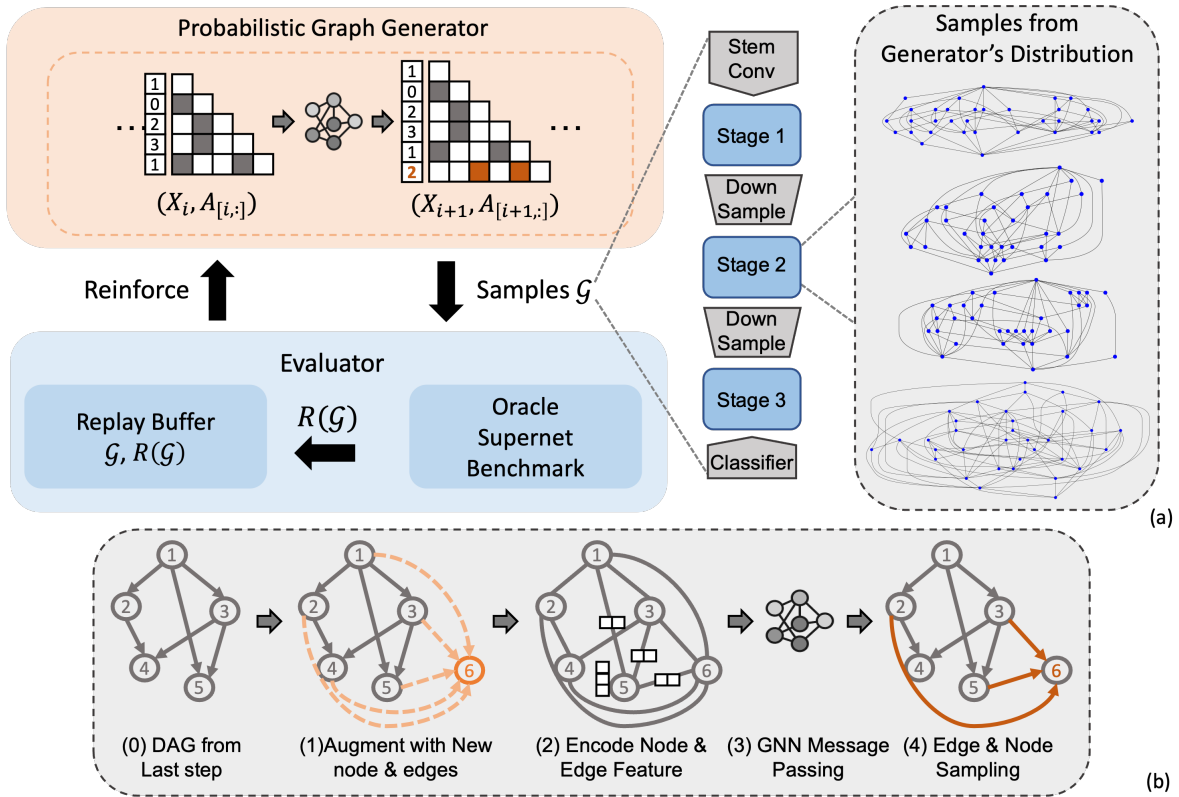 Probabilistic Graph Generator
1
0
2
3
1
...
(X_i, A_[i,:])
1
0
2
3
1
2
...
(X_{i+1}, A_[i+1,:])
Reinforce
Samples 𝒢
Evaluator
Replay Buffer
𝒢, R(𝒢)
R(𝒢)
Oracle
Supernet
Benchmark
Stem
Conv
Stage 1
Down
Sample
Stage 2
Down
Sample
Stage 3
Classifier
Samples from
Generator’s Distribution
(a)
1
2
3
4
5
(0) DAG from
Last step
1
2
3
4
5
6
(1)Augment with New
node & edges
1
2
3
4
5
6
(2) Encode Node &
Edge Feature
(3) GNN Message
Passing
1
2
3
4
5
6
(4) Edge & Node
Sampling
(b)